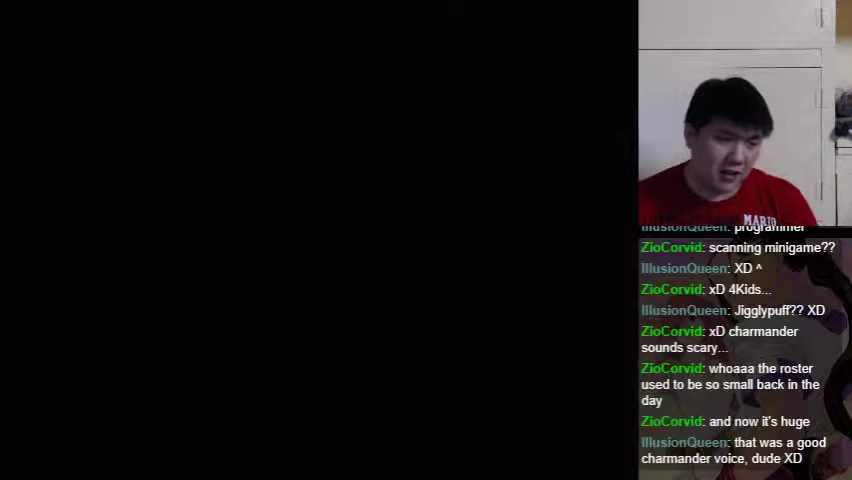 MARIO
IllusionQueen: programmer
ZioCorvid: scanning minigame??
IllusionQueen: XD ^
ZioCorvid: xD 4Kids...
IllusionQueen: Jigglypuff?? XD
ZioCorvid: xD charmander
sounds scary...
ZioCorvid: whoaaa the roster
used to be so small back in the
day
ZioCorvid: and now it's huge
IllusionQueen: that was a good
charmander voice, dude XD